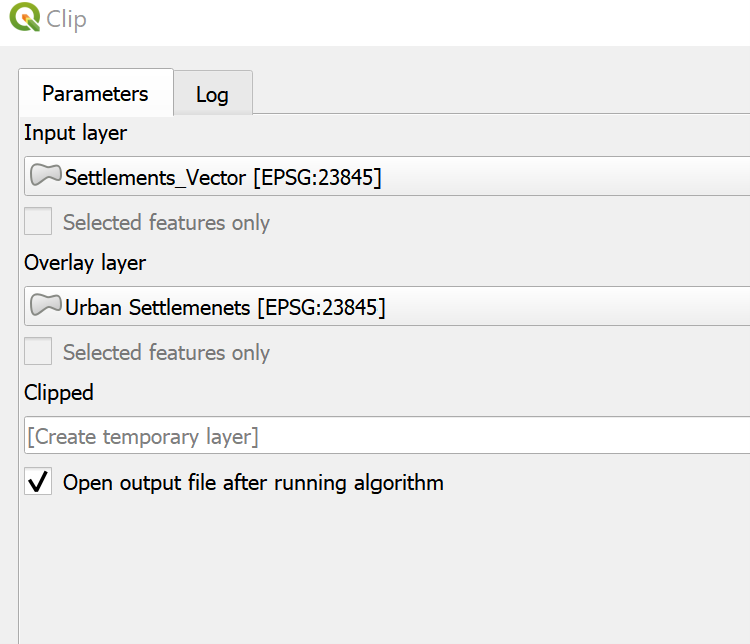 Clip
Parameters
Log
Input layer
Settlements_Vector [EPSG:23845]
Selected features only
Overlay layer
Urban Settlemenets [EPSG:23845]
Selected features only
Clipped
[Create temporary layer]
Open output file after running algorithm